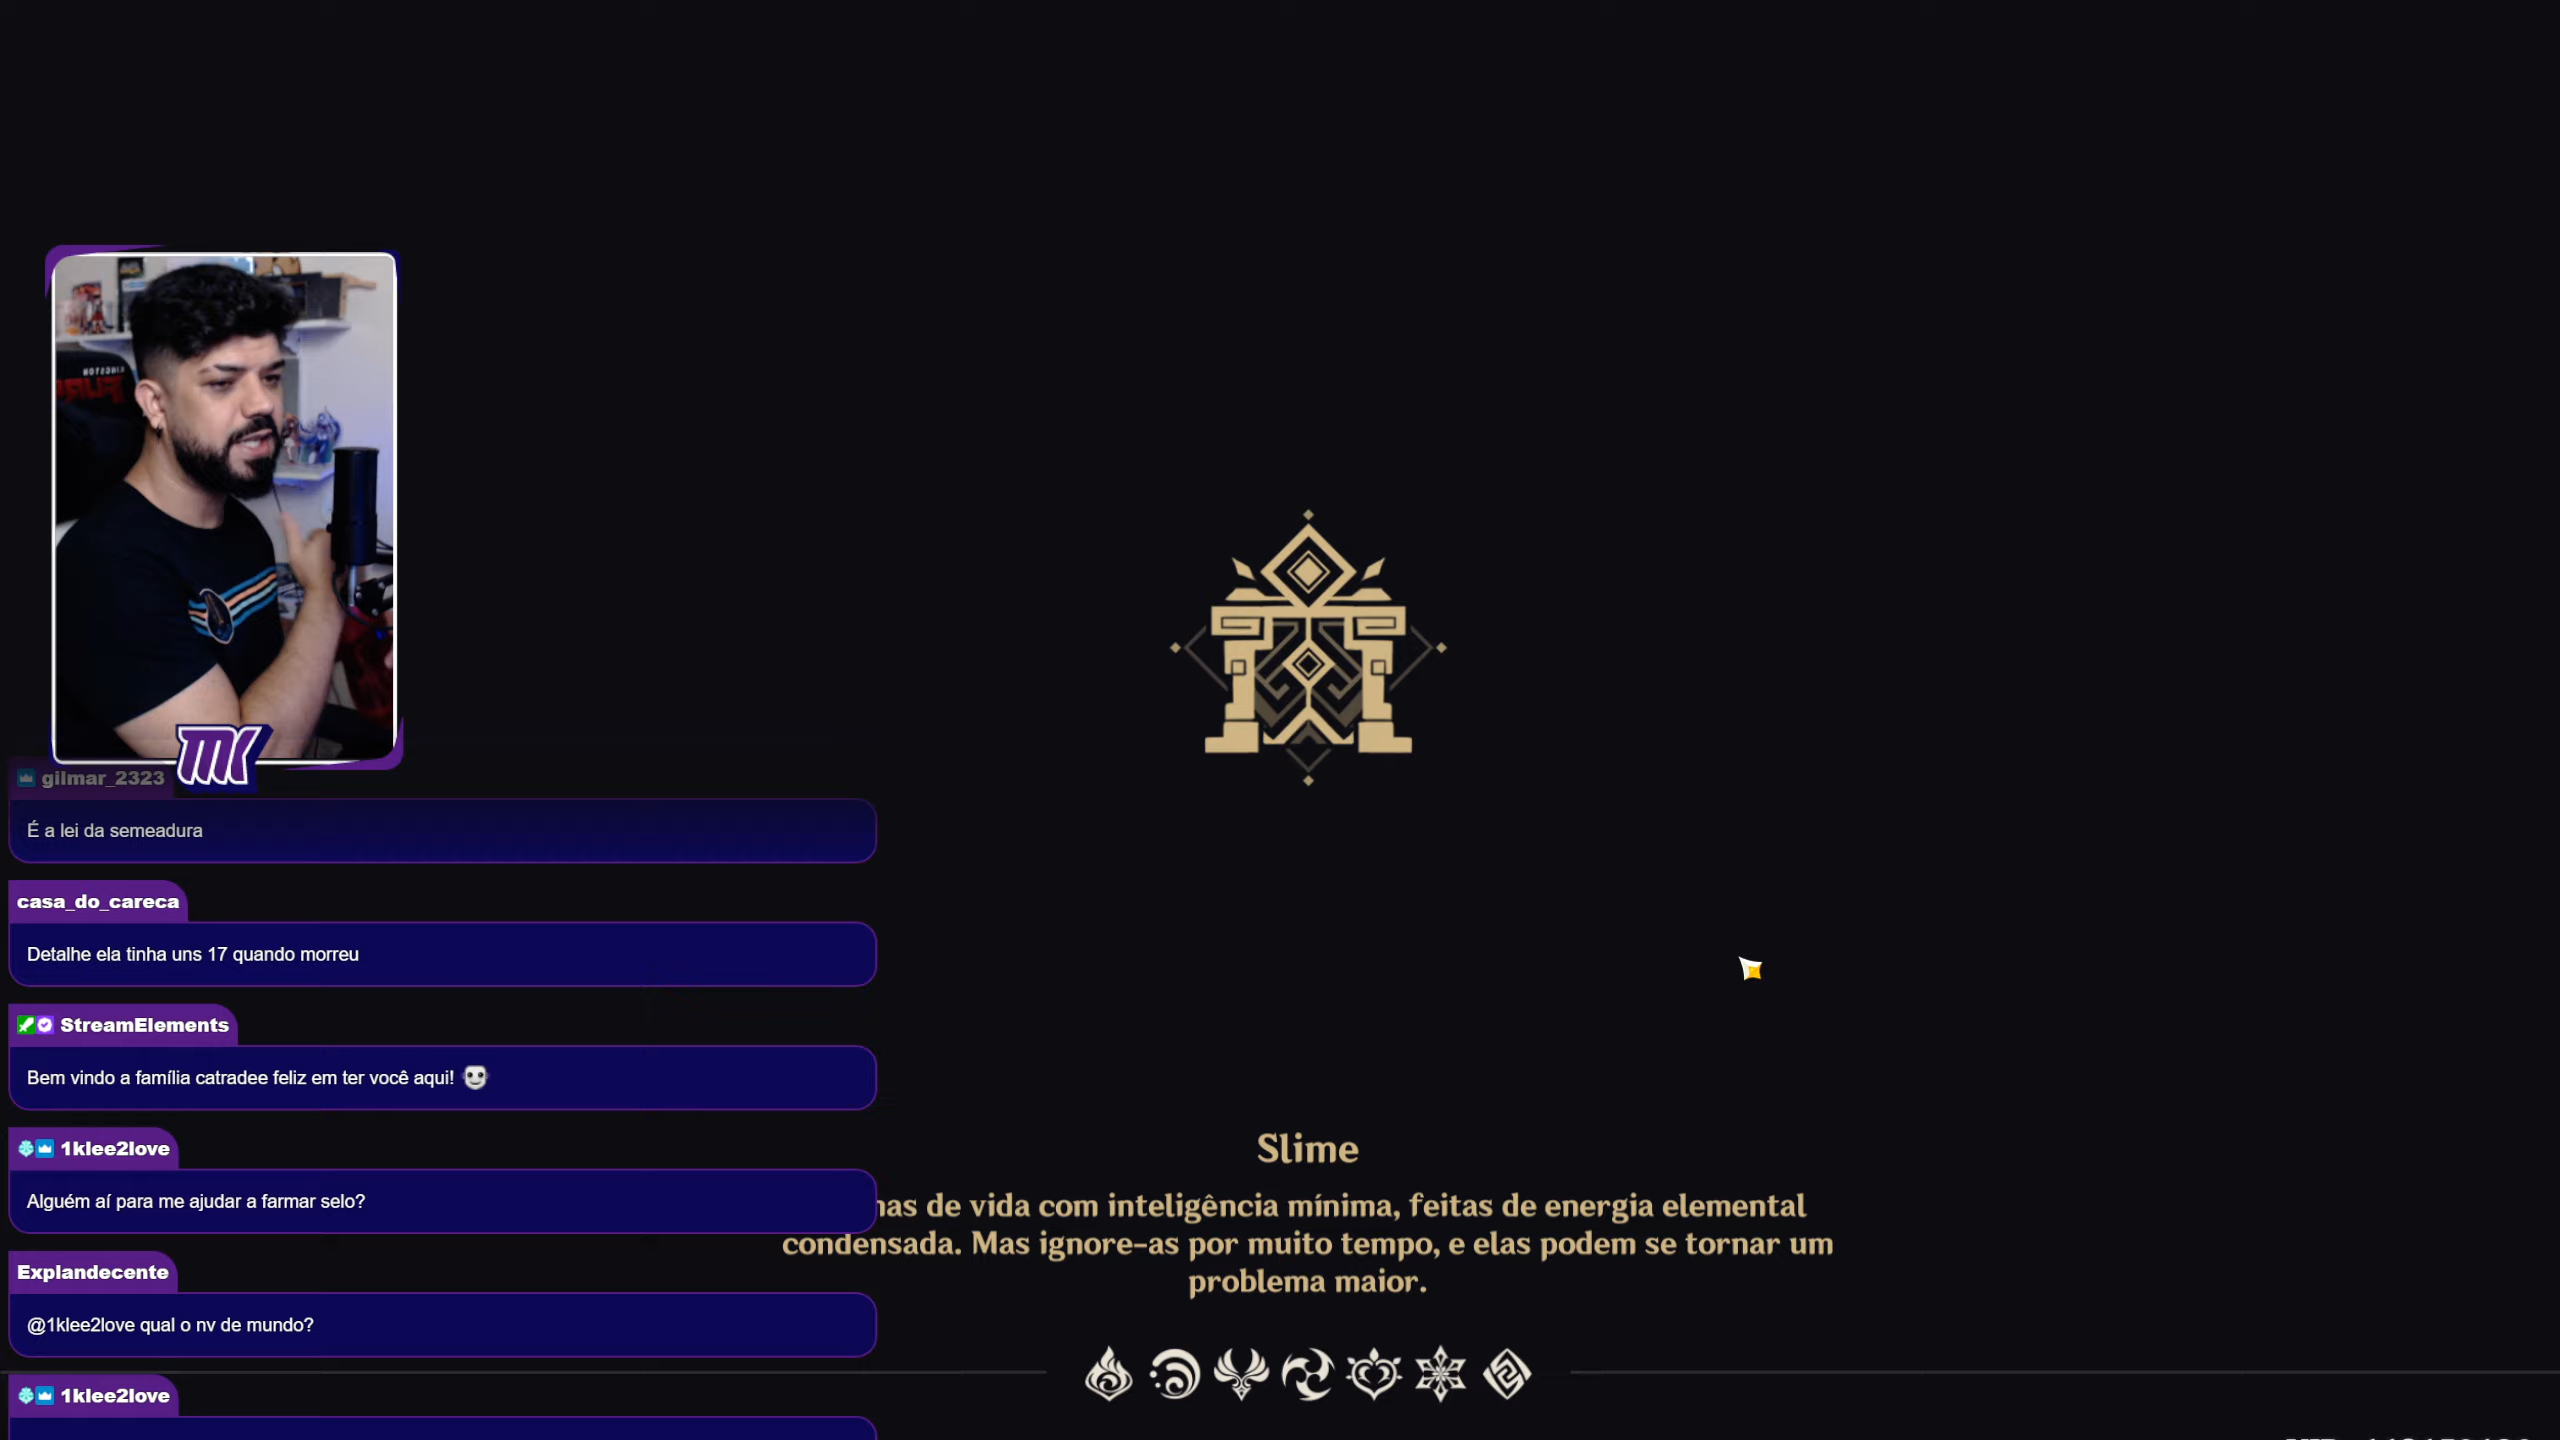 KINGSTON
FURY
MK
gilmar_2323
É a lei da semeadura
casa_do_careca
Detalhe ela tinha uns 17 quando morreu
StreamElements
Bem vindo a família catradee feliz em ter você aqui!
1klee2love
Alguém aí para me ajudar a farmar selo?
Explandecente
@1klee2love qual o nv de mundo?
1klee2love
Slime
de vida com inteligência mínima, feitas de energia elemental
condensada. Mas ignore-as por muito tempo, e elas podem se tornar um
problema maior.